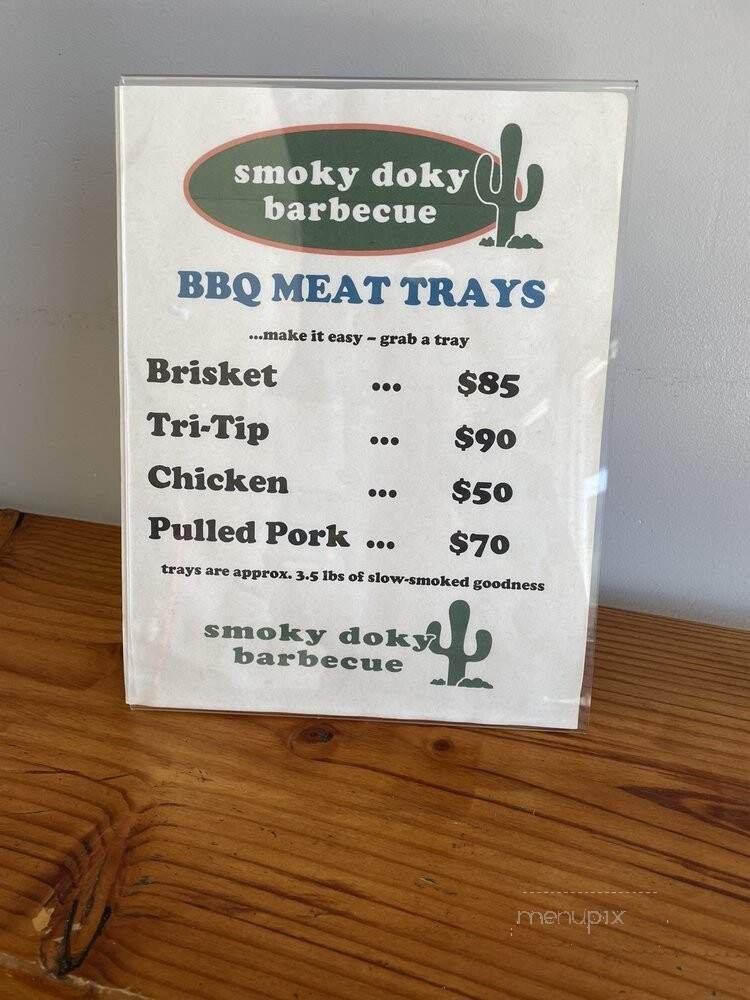 smoky doky
barbecue
BBQ MEAT TRAYS
...make it easy – grab a tray
Brisket ... $85
Tri-Tip ... $90
Chicken ... $50
Pulled Pork ... $70
trays are approx. 3.5 lbs of slow-smoked goodness
smoky doky
barbecue
menupix